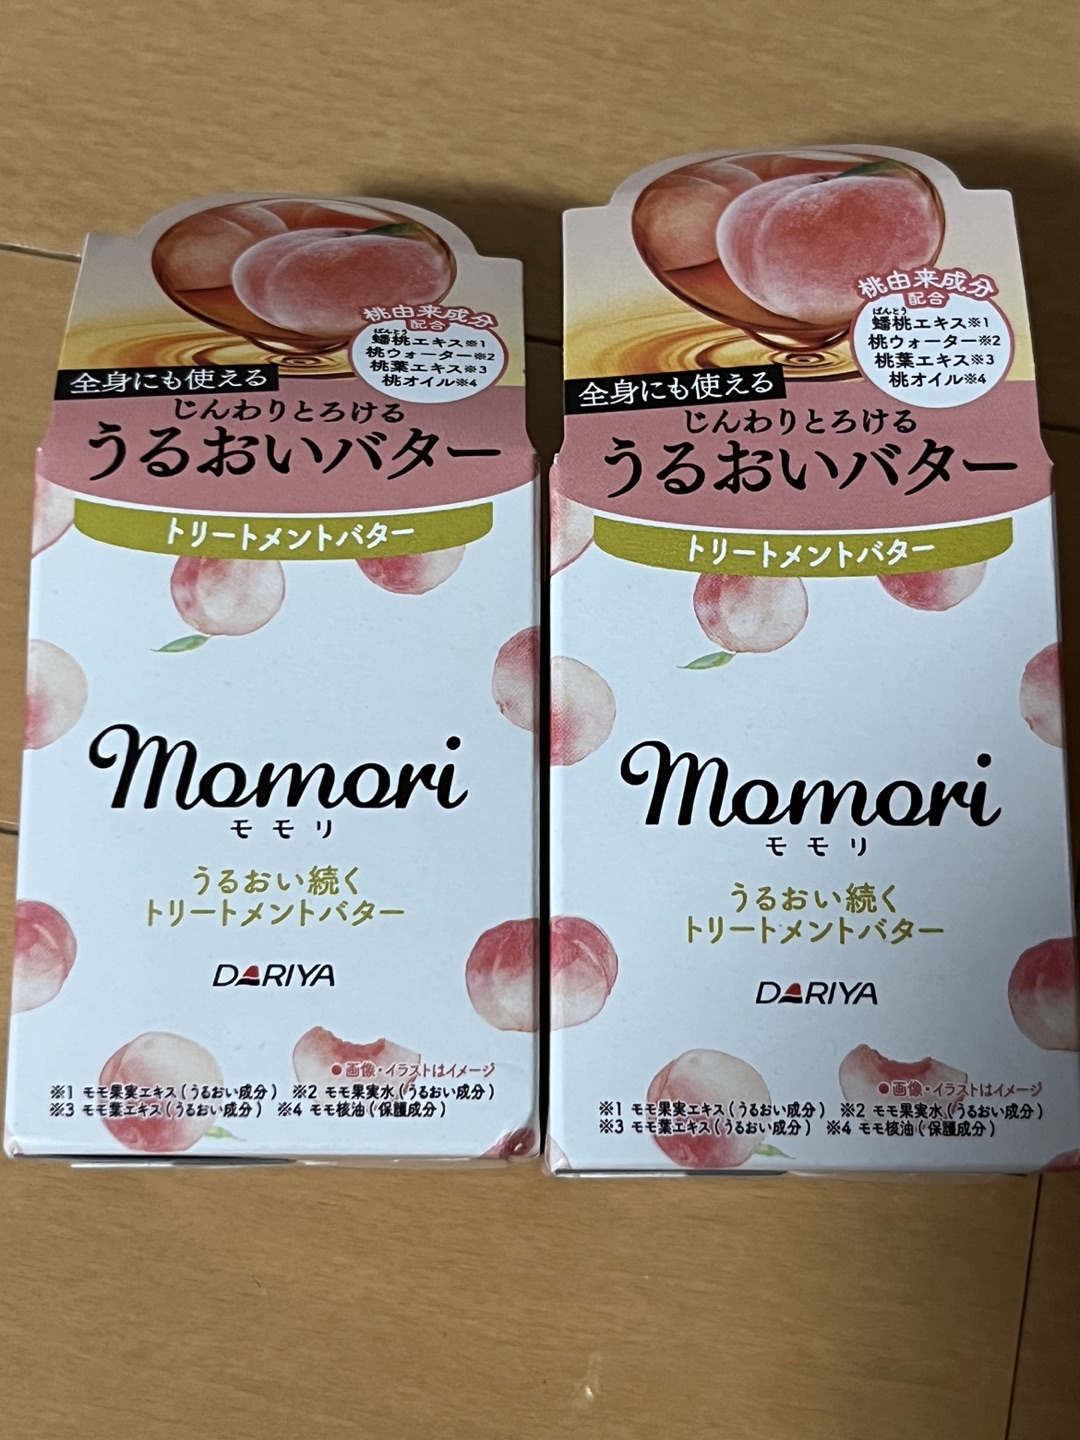 桃由来成分
配合
ばんとう
蟠桃エキス※1
桃ウォーター※2
桃葉エキス※3
桃オイル※4
全身にも使える
じんわりとろける
うるおいバター
トリートメントバター
momori
モモリ
うるおい続く
トリートメントバター
DARIYA
●画像・イラストはイメージ
※1 モモ果実エキス(うるおい成分) ※2 モモ果実水(うるおい成分)
※3 モモ葉エキス(うるおい成分) ※4 モモ核油(保護成分)
桃由来成分
配合
ばんとう
蟠桃エキス※1
桃ウォーター※2
桃葉エキス※3
桃オイル※4
全身にも使える
じんわりとろける
うるおいバター
トリートメントバター
momori
モモリ
うるおい続く
トリートメントバター
DARIYA
●画像・イラストはイメージ
※1 モモ果実エキス(うるおい成分) ※2 モモ果実水(うるおい成分)
※3 モモ葉エキス(うるおい成分) ※4 モモ核油(保護成分)